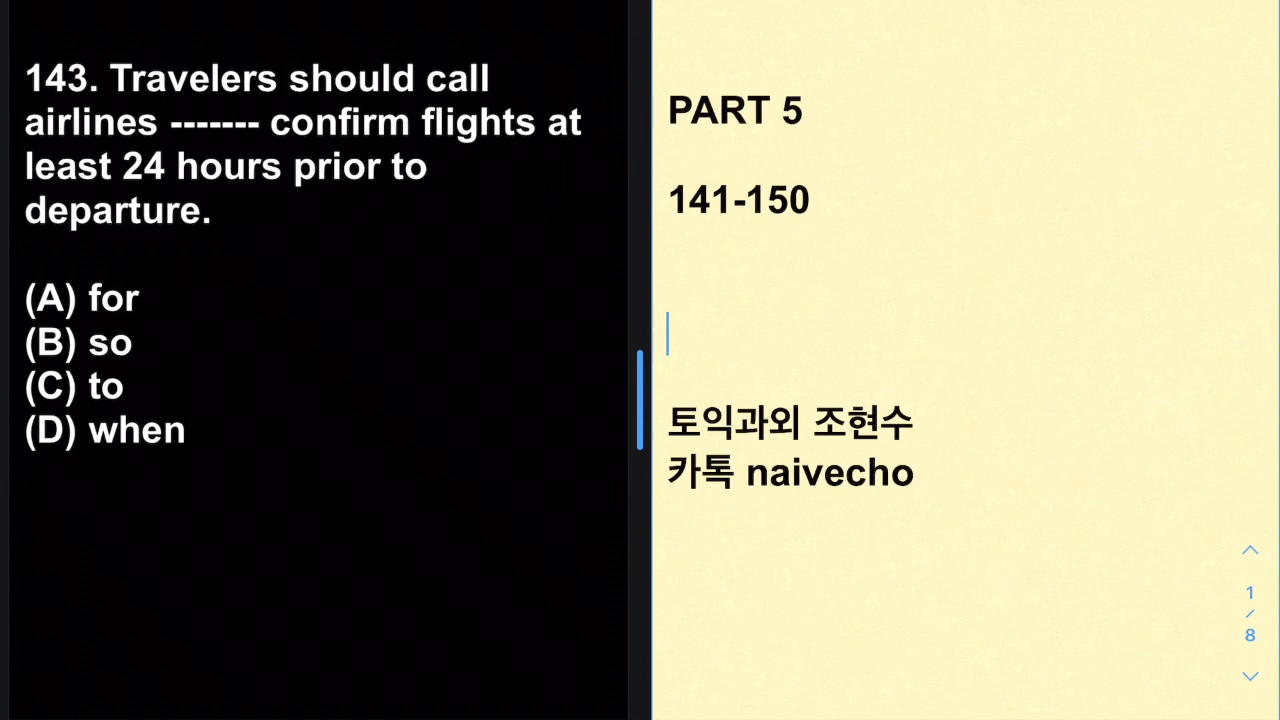 143. Travelers should call
airlines ------- confirm flights at
least 24 hours prior to
departure.
(A) for
(B) so
(C) to
(D) when
PART 5
141-150
토익과외 조현수
카톡 naivecho
1
/
8